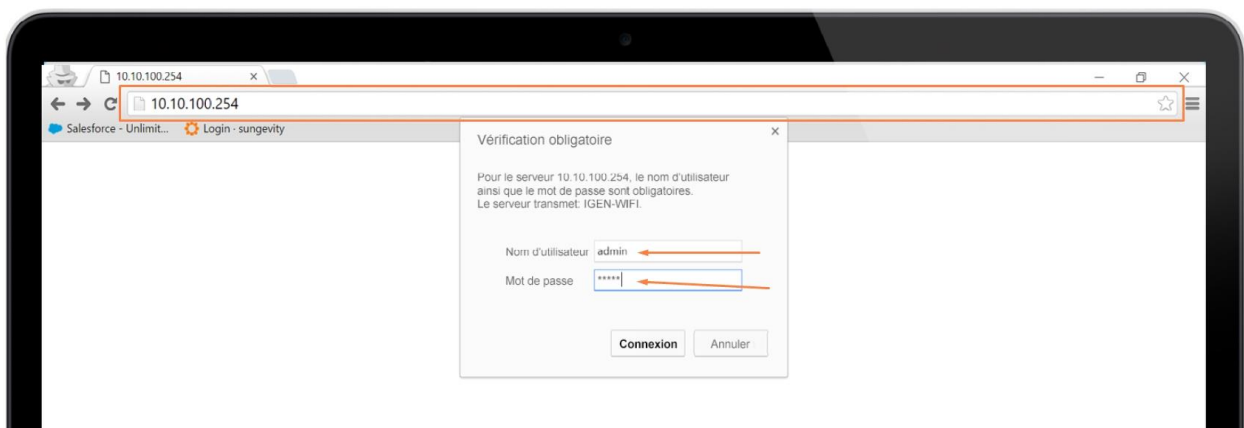 10.10.100.254
10.10.100.254
Salesforce - Unlimit...
Login · sungevity
Vérification obligatoire
Pour le serveur 10.10.100.254, le nom d'utilisateur
ainsi que le mot de passe sont obligatoires.
Le serveur transmet: IGEN-WIFI.
Nom d'utilisateur admin
Mot de passe *****
Connexion Annuler